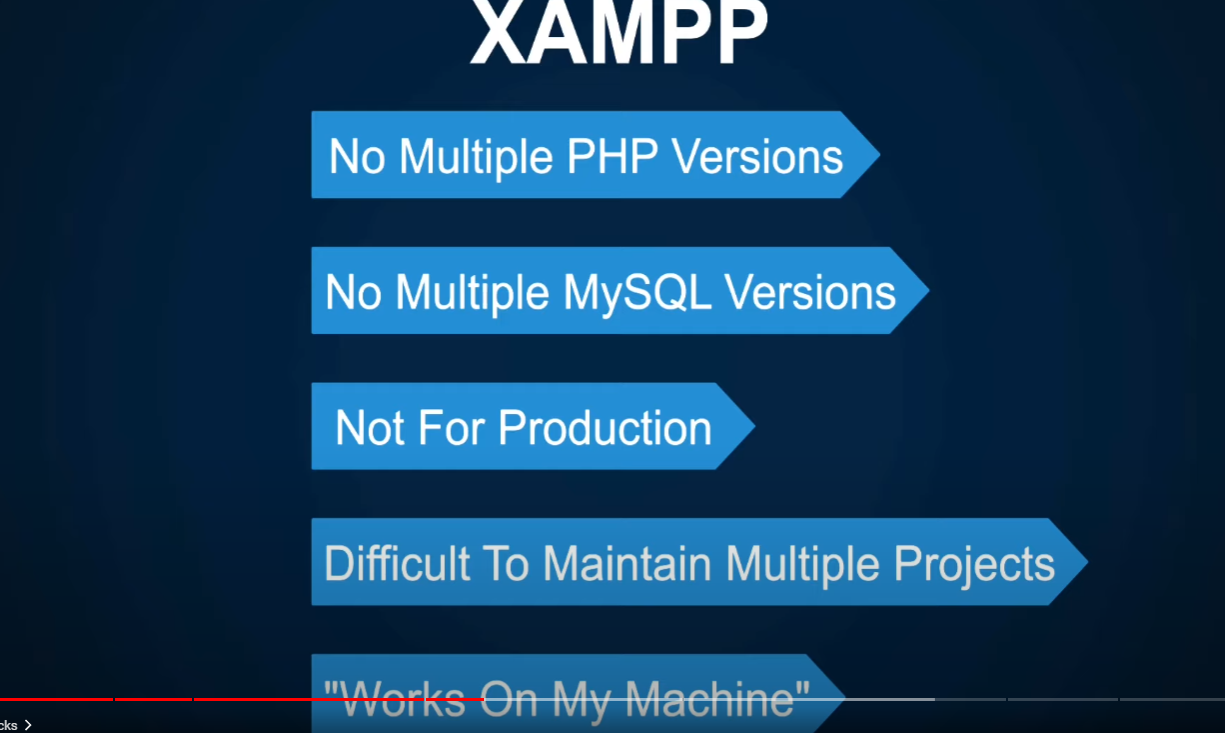 XAMPP
No Multiple PHP Versions
No Multiple MySQL Versions
Not For Production
Difficult To Maintain Multiple Projects
"Works On My Machine"
cks